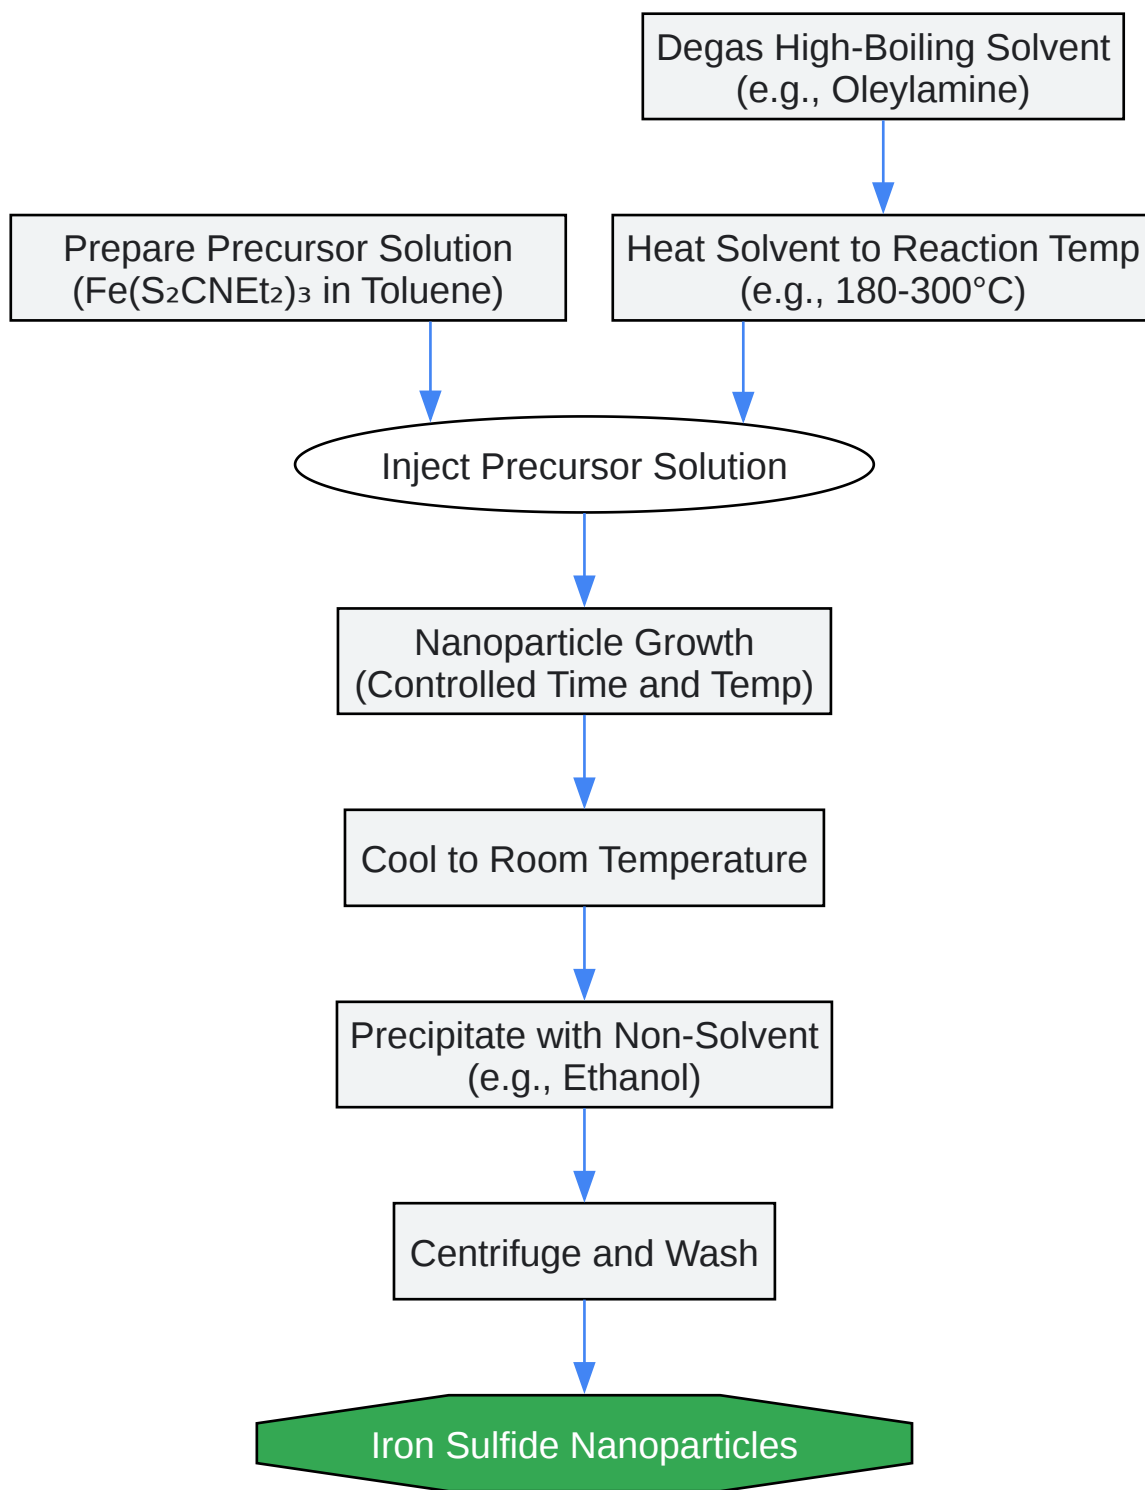 Degas High-Boiling Solvent
(e.g., Oleylamine)
Prepare Precursor Solution
(Fe(S₂CNEt₂)₃ in Toluene)
Heat Solvent to Reaction Temp
(e.g., 180-300°C)
Inject Precursor Solution
Nanoparticle Growth
(Controlled Time and Temp)
Cool to Room Temperature
Precipitate with Non-Solvent
(e.g., Ethanol)
Centrifuge and Wash
Iron Sulfide Nanoparticles